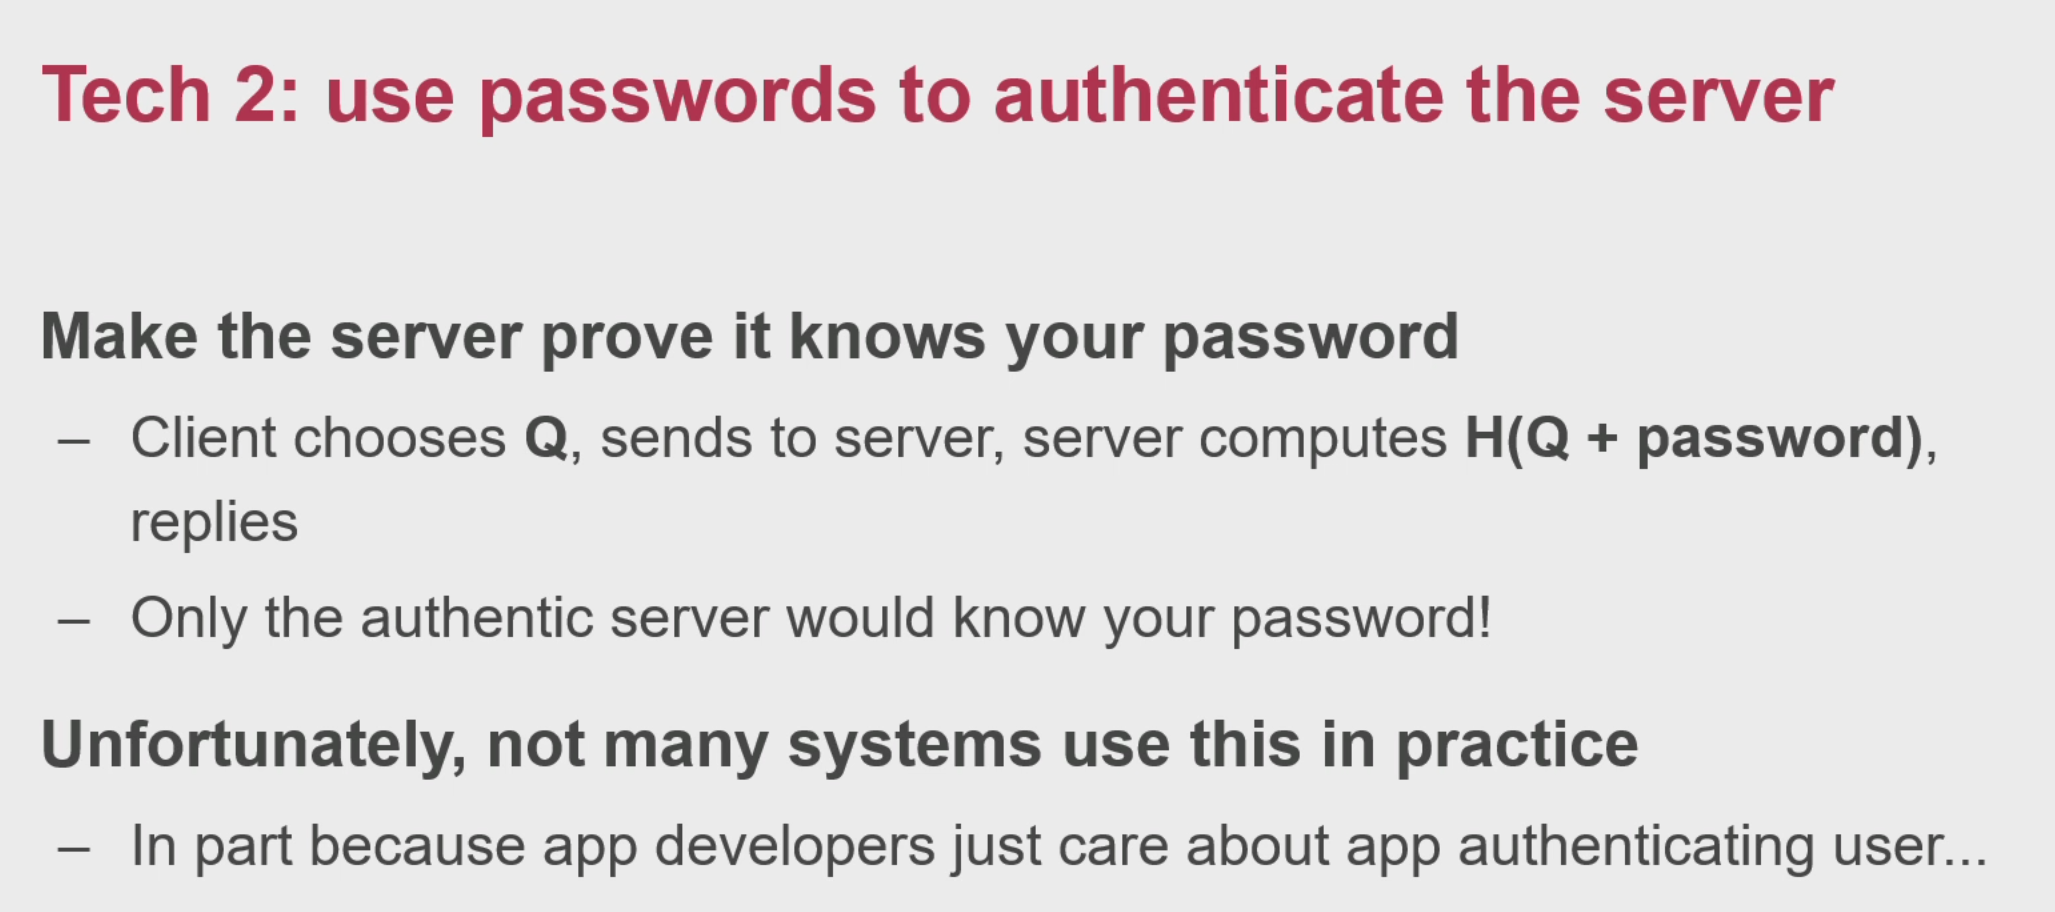 Tech 2: use passwords to authenticate the server
Make the server prove it knows your password
– Client chooses Q, sends to server, server computes H(Q + password),
replies
– Only the authentic server would know your password!
Unfortunately, not many systems use this in practice
– In part because app developers just care about app authenticating user...